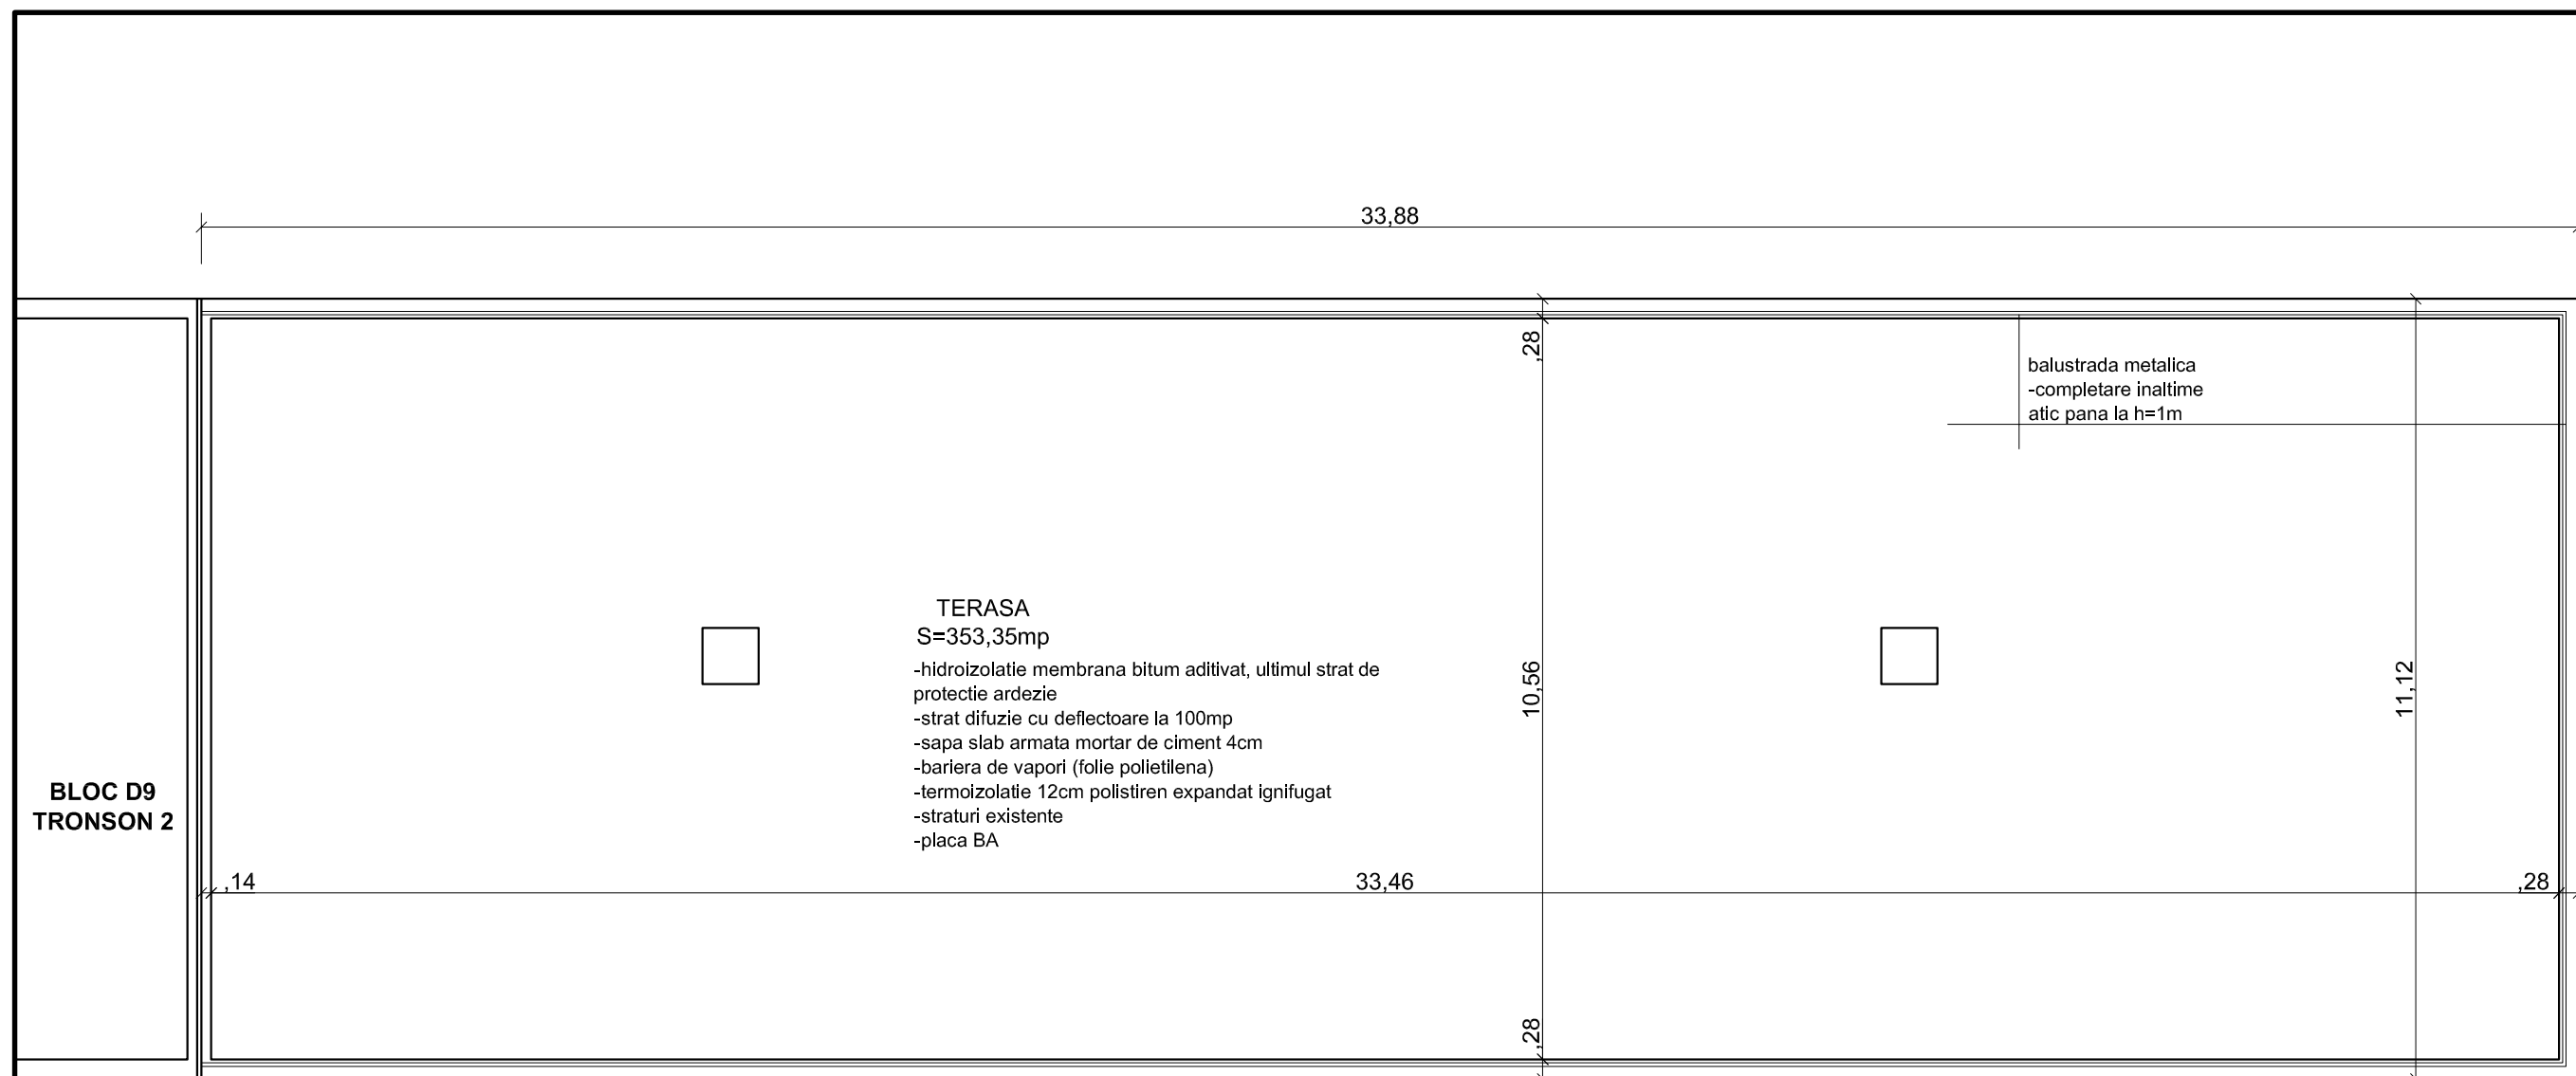 33,88
,28
balustrada metalica
-completare inaltime
atic pana la h=1m
TERASA
S=353,35mp
-hidroizolatie membrana bitum aditivat, ultimul strat de
protectie ardezie
-strat difuzie cu deflectoare la 100mp
-sapa slab armata mortar de ciment 4cm
-bariera de vapori (folie polietilena)
-termoizolatie 12cm polistiren expandat ignifugat
-straturi existente
-placa BA
10,56
11,12
BLOC D9
TRONSON 2
,14
33,46
,28
,28